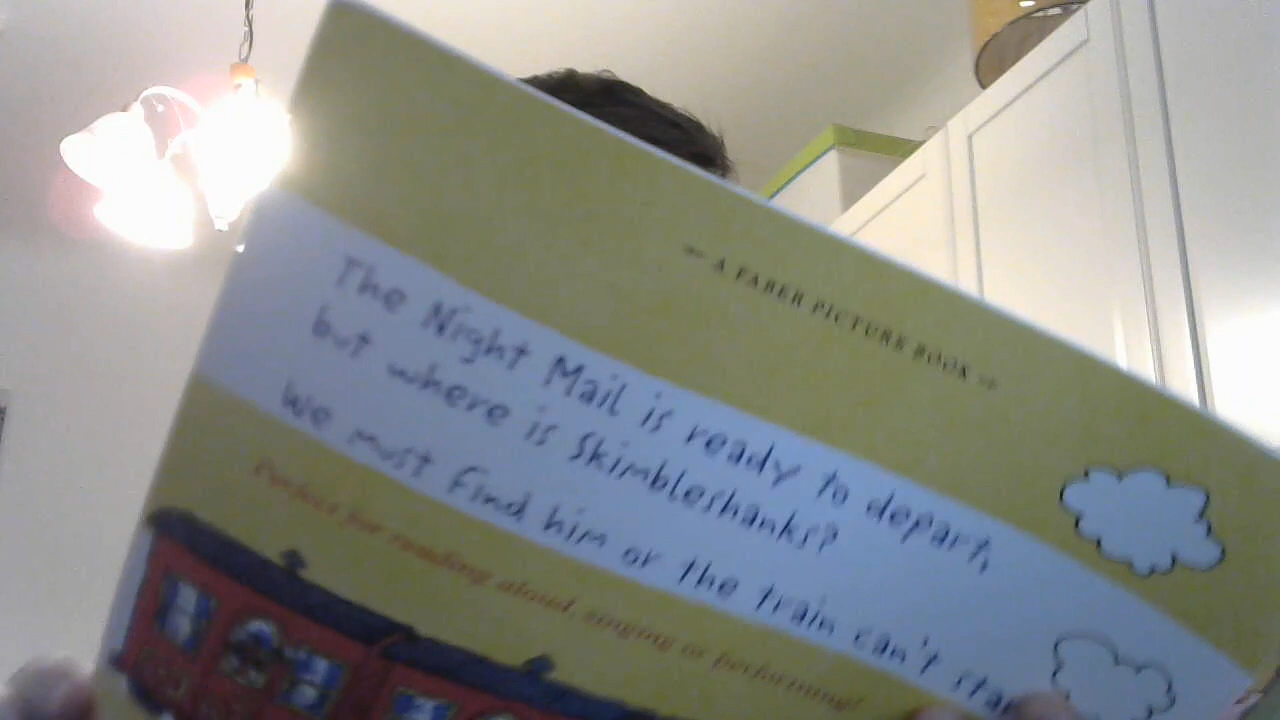 A FABER PICTURE BOOK
The Night Mail is ready to depart,
but where is Skimbleshanks?
We must find him or the train can't
Perfect for reading aloud, singing or performing!